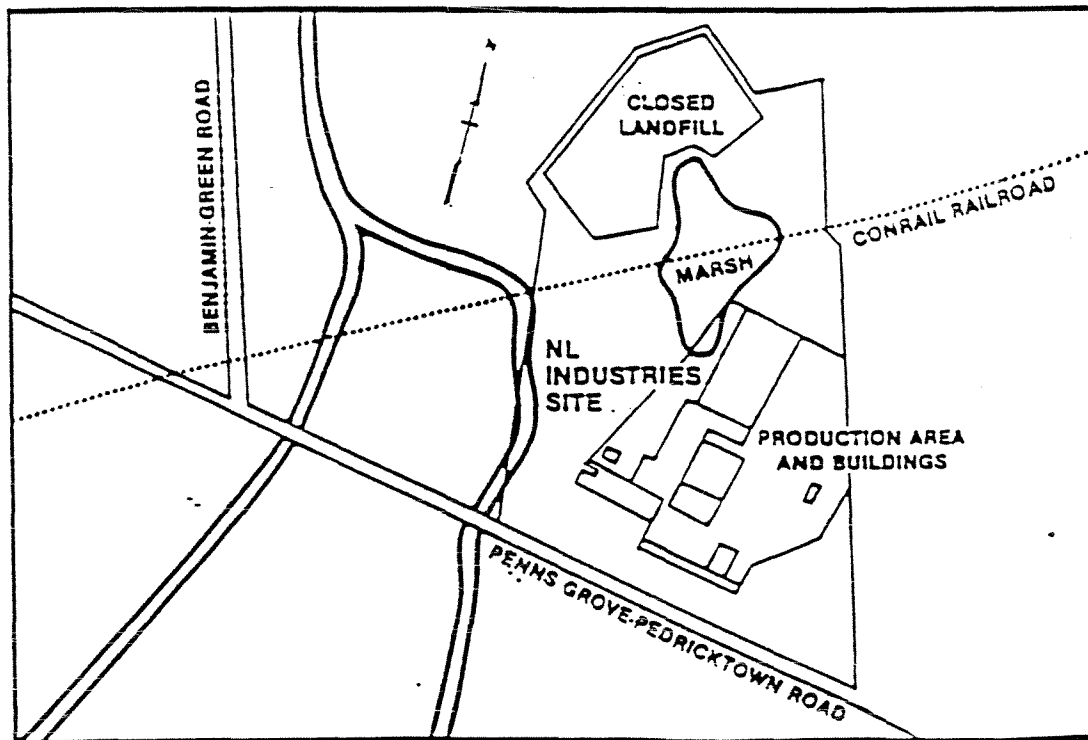 N
CLOSED
LANDFILL
BENJAMIN-GREEN ROAD
CONRAIL RAILROAD
MARSH
NL
INDUSTRIES
SITE
PRODUCTION AREA
AND BUILDINGS
PENNS GROVE-PEDRICKTOWN ROAD